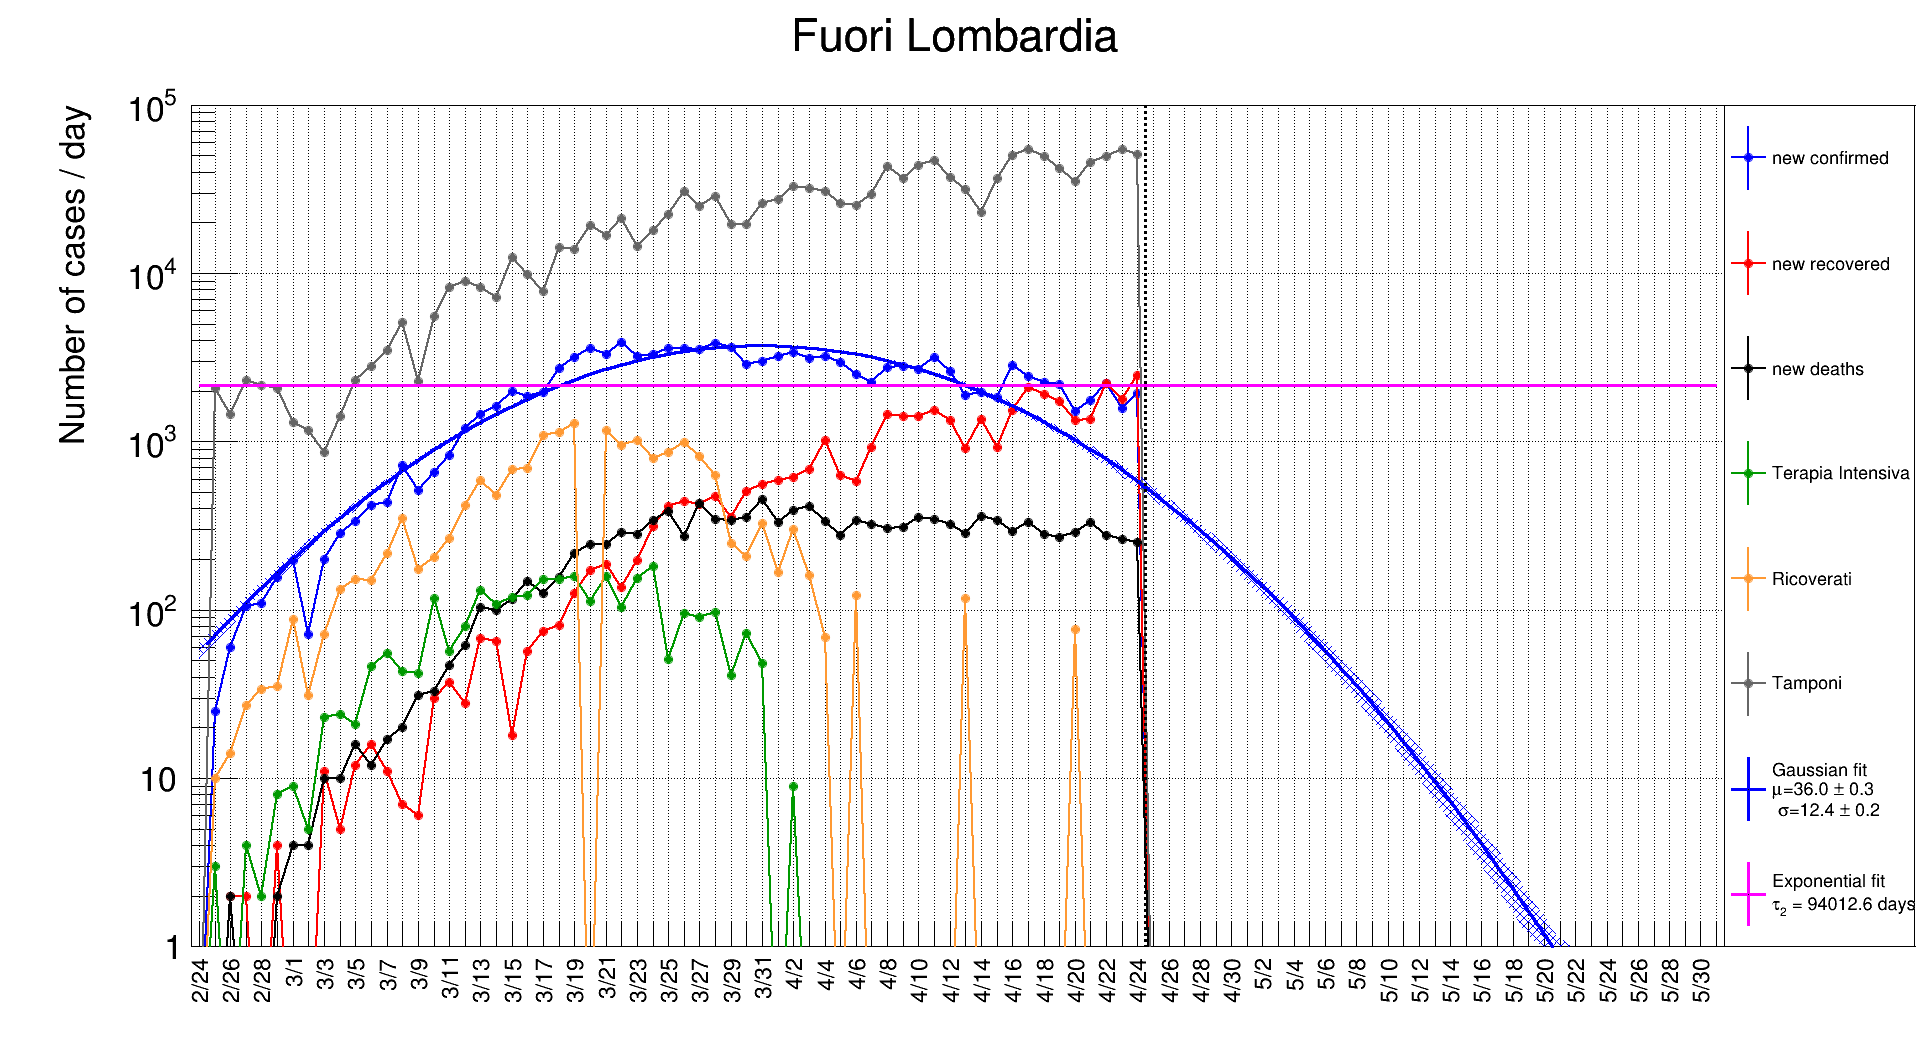 Fuori Lombardia
Number of cases / day
10^5
10^4
10^3
10^2
10
1
2/24 2/26 2/28 3/1 3/3 3/5 3/7 3/9 3/11 3/13 3/15 3/17 3/19 3/21 3/23 3/25 3/27 3/29 3/31 4/2 4/4 4/6 4/8 4/10 4/12 4/14 4/16 4/18 4/20 4/22 4/24 4/26 4/28 4/30 5/2 5/4 5/6 5/8 5/10 5/12 5/14 5/16 5/18 5/20 5/22 5/24 5/26 5/28 5/30
new confirmed
new recovered
new deaths
Terapia Intensiva
Ricoverati
Tamponi
Gaussian fit
μ=36.0 ± 0.3
σ=12.4 ± 0.2
Exponential fit
τ₂ = 94012.6 days